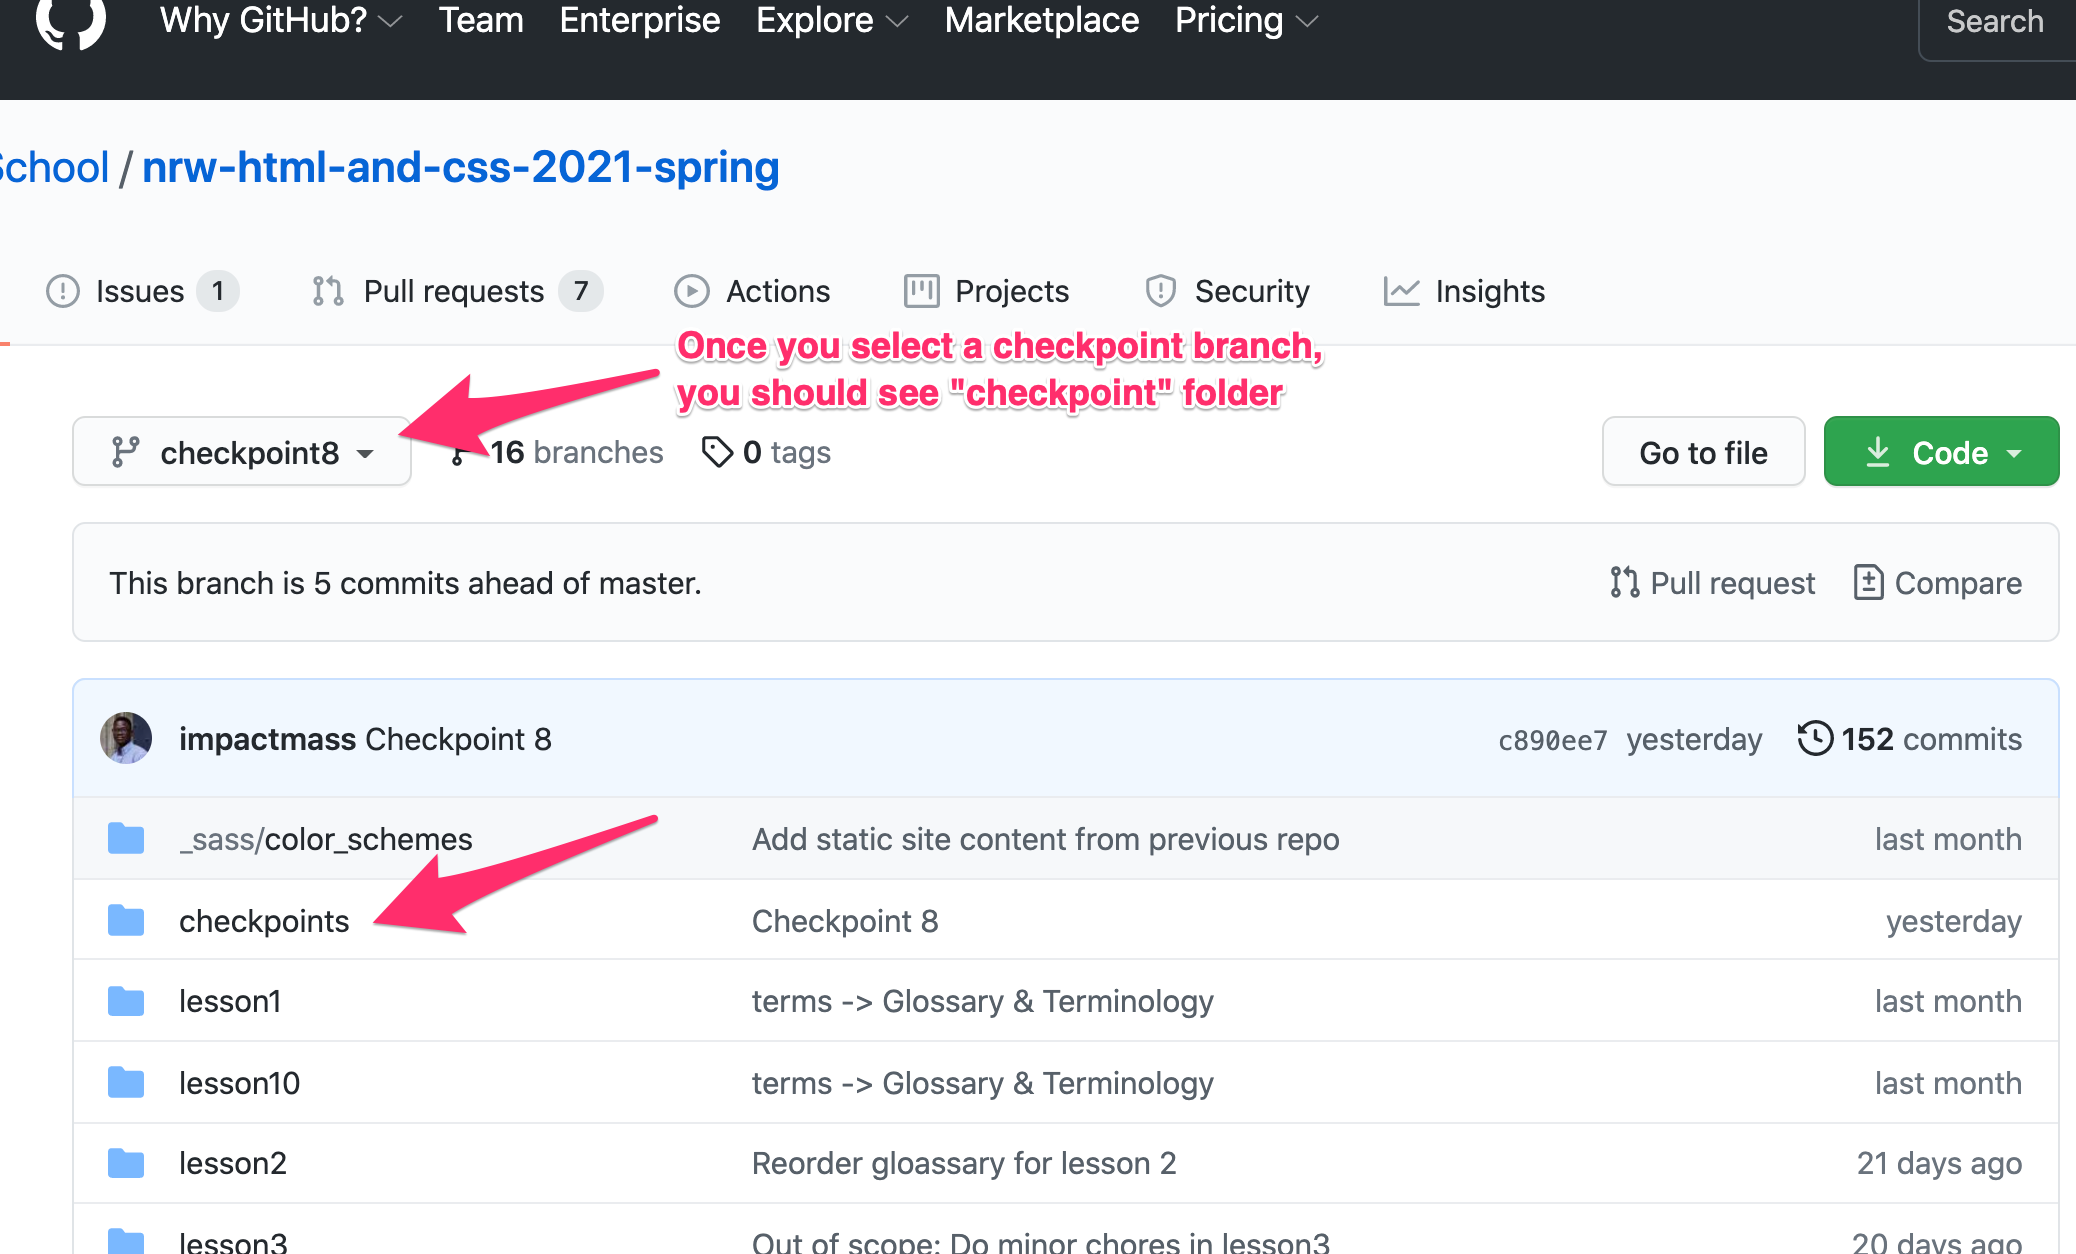 Why GitHub? Team Enterprise Explore Marketplace Pricing Search
School / nrw-html-and-css-2021-spring
Issues 1 Pull requests 7 Actions Projects Security Insights
Once you select a checkpoint branch,
you should see "checkpoint" folder
checkpoint8 16 branches 0 tags Go to file Code
This branch is 5 commits ahead of master. Pull request Compare
impactmass Checkpoint 8 c890ee7 yesterday 152 commits
_sass/color_schemes Add static site content from previous repo last month
checkpoints Checkpoint 8 yesterday
lesson1 terms -> Glossary & Terminology last month
lesson10 terms -> Glossary & Terminology last month
lesson2 Reorder gloassary for lesson 2 21 days ago
lesson3 Out of scope: Do minor chores in lesson3 20 days ago